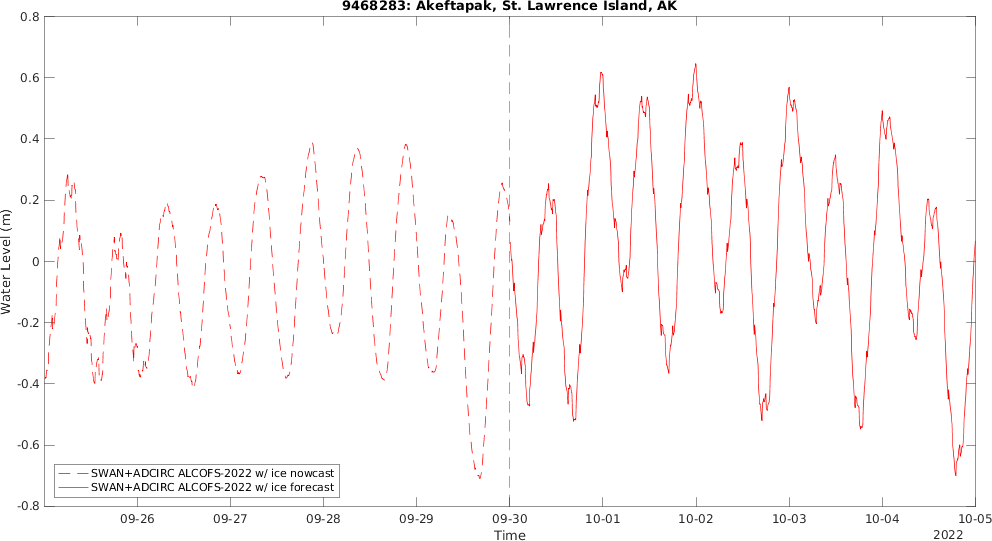 9468283: Akeftapak, St. Lawrence Island, AK
0.8
0.6
0.4
0.2
0
-0.2
-0.4
-0.6
-0.8
Water Level (m)
SWAN+ADCIRC ALCOFS-2022 w/ ice nowcast
SWAN+ADCIRC ALCOFS-2022 w/ ice forecast
09-26 09-27 09-28 09-29 09-30 10-01 10-02 10-03 10-04 10-05
Time
2022